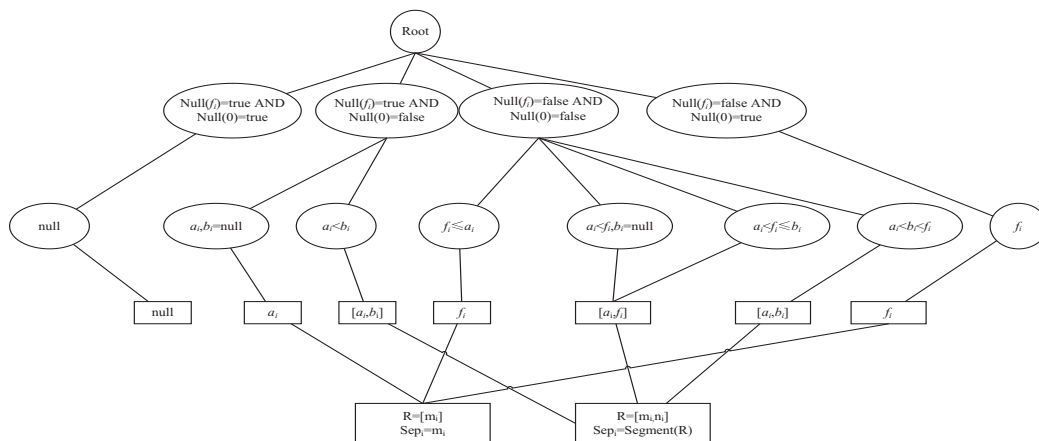 Root
Null(fᵢ)=true AND
Null(0)=true
Null(fᵢ)=true AND
Null(0)=false
Null(fᵢ)=false AND
Null(0)=false
Null(fᵢ)=false AND
Null(0)=true
null
aᵢ,bᵢ=null
aᵢ<bᵢ
fᵢ≤aᵢ
aᵢ<fᵢ,bᵢ=null
aᵢ<fᵢ≤bᵢ
aᵢ<bᵢ<fᵢ
fᵢ
null
aᵢ
[aᵢ,bᵢ]
fᵢ
[aᵢ,fᵢ]
[aᵢ,bᵢ]
fᵢ
R=[mᵢ]
Sepᵢ=mᵢ
R=[mᵢ,nᵢ]
Sepᵢ=Segment(R)